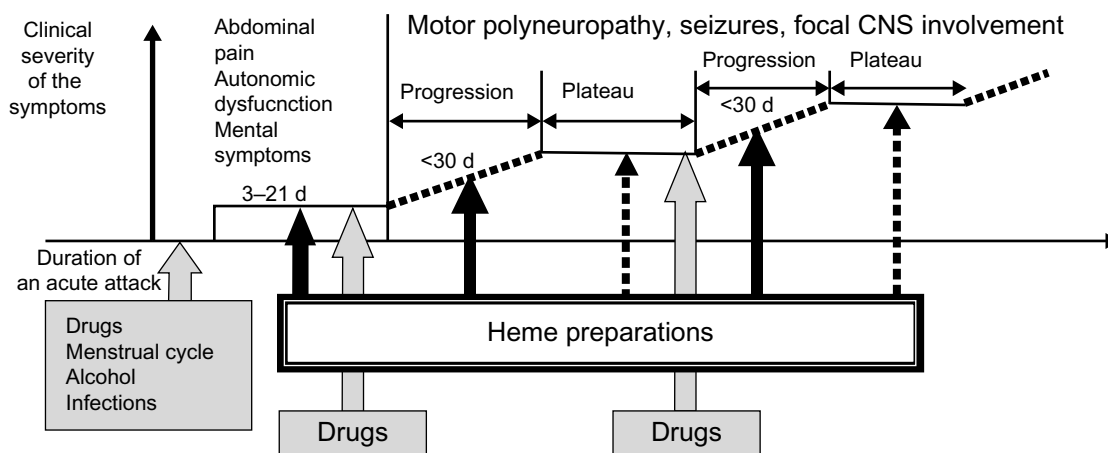 Clinical
severity
of the
symptoms
Abdominal
pain
Autonomic
dysfucnction
Mental
symptoms
3–21 d
Motor polyneuropathy, seizures, focal CNS involvement
Progression
Plateau
<30 d
Progression
Plateau
<30 d
Duration of
an acute attack
Drugs
Menstrual cycle
Alcohol
Infections
Heme preparations
Drugs
Drugs